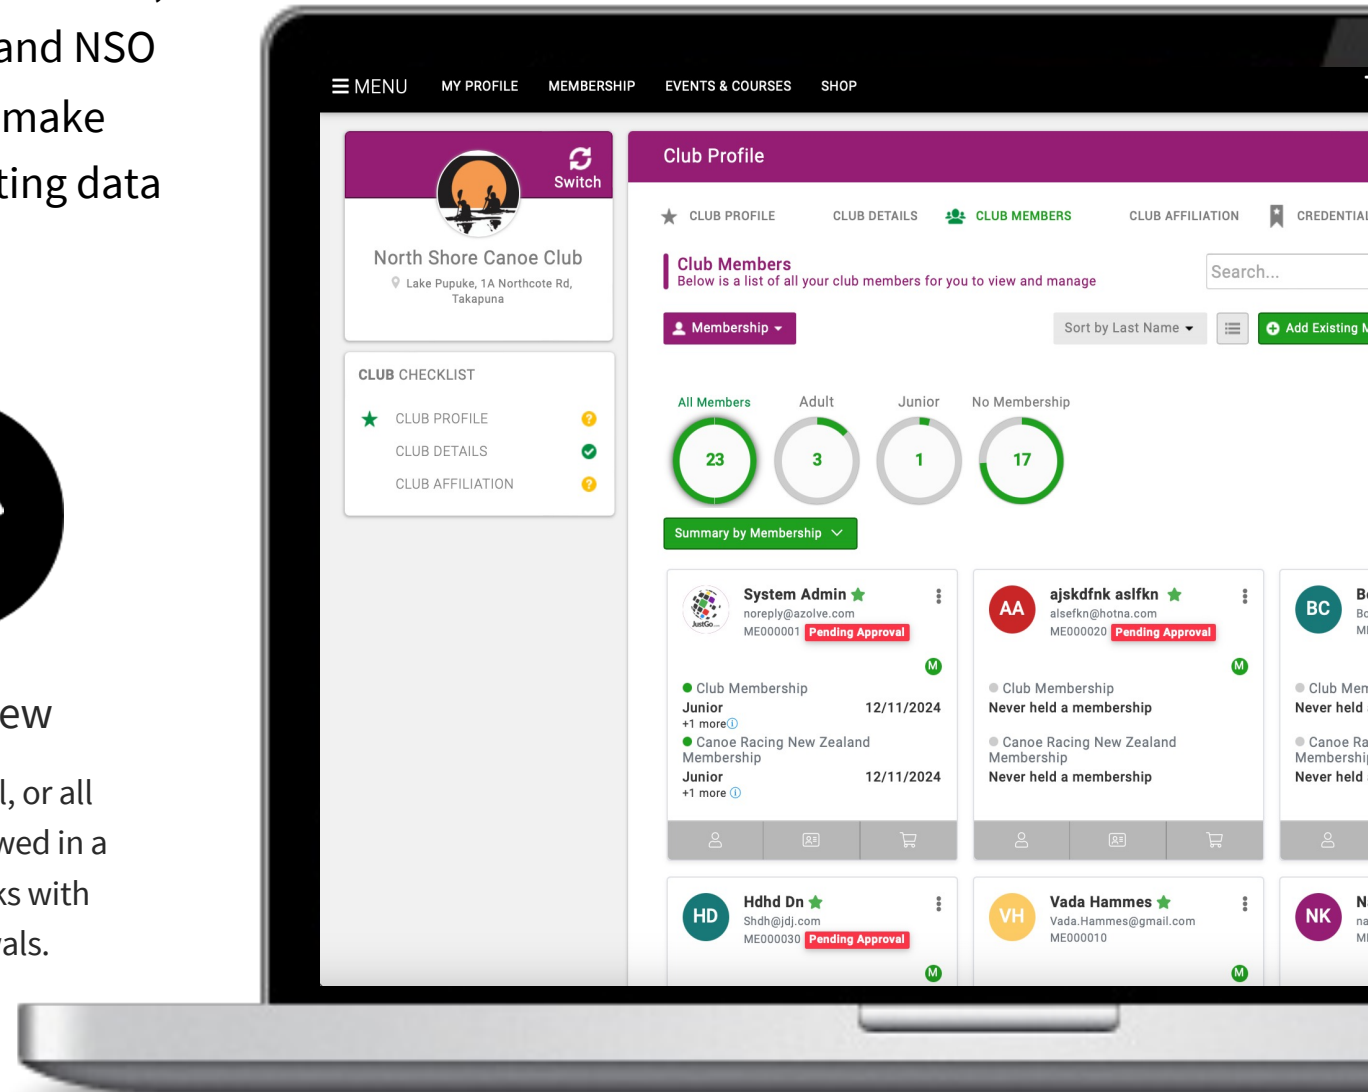 and NSO
make
ting data
ew
l, or all
wed in a
ks with
vals.
MENU MY PROFILE MEMBERSHIP EVENTS & COURSES SHOP
Switch
North Shore Canoe Club
Lake Pupuke, 1A Northcote Rd,
Takapuna
CLUB CHECKLIST
CLUB PROFILE
CLUB DETAILS
CLUB AFFILIATION
Club Profile
CLUB PROFILE CLUB DETAILS CLUB MEMBERS CLUB AFFILIATION CREDENTIAL
Club Members
Below is a list of all your club members for you to view and manage
Search...
Membership
Sort by Last Name
Add Existing M
All Members Adult Junior No Membership
23 3 1 17
Summary by Membership
JustGo
System Admin
noreply@azolve.com
ME000001 Pending Approval
M
Club Membership
Junior 12/11/2024
+1 more
Canoe Racing New Zealand
Membership
Junior 12/11/2024
+1 more
AA
ajskdfnk aslfkn
alsefkn@hotna.com
ME000020 Pending Approval
M
Club Membership
Never held a membership
Canoe Racing New Zealand
Membership
Never held a membership
BC
Bo
ME
Club Mem
Never held
Canoe Ra
Membership
Never held
HD
Hdhd Dn
Shdh@jdj.com
ME000030 Pending Approval
M
VH
Vada Hammes
Vada.Hammes@gmail.com
ME000010
M
NK
Na
na
ME